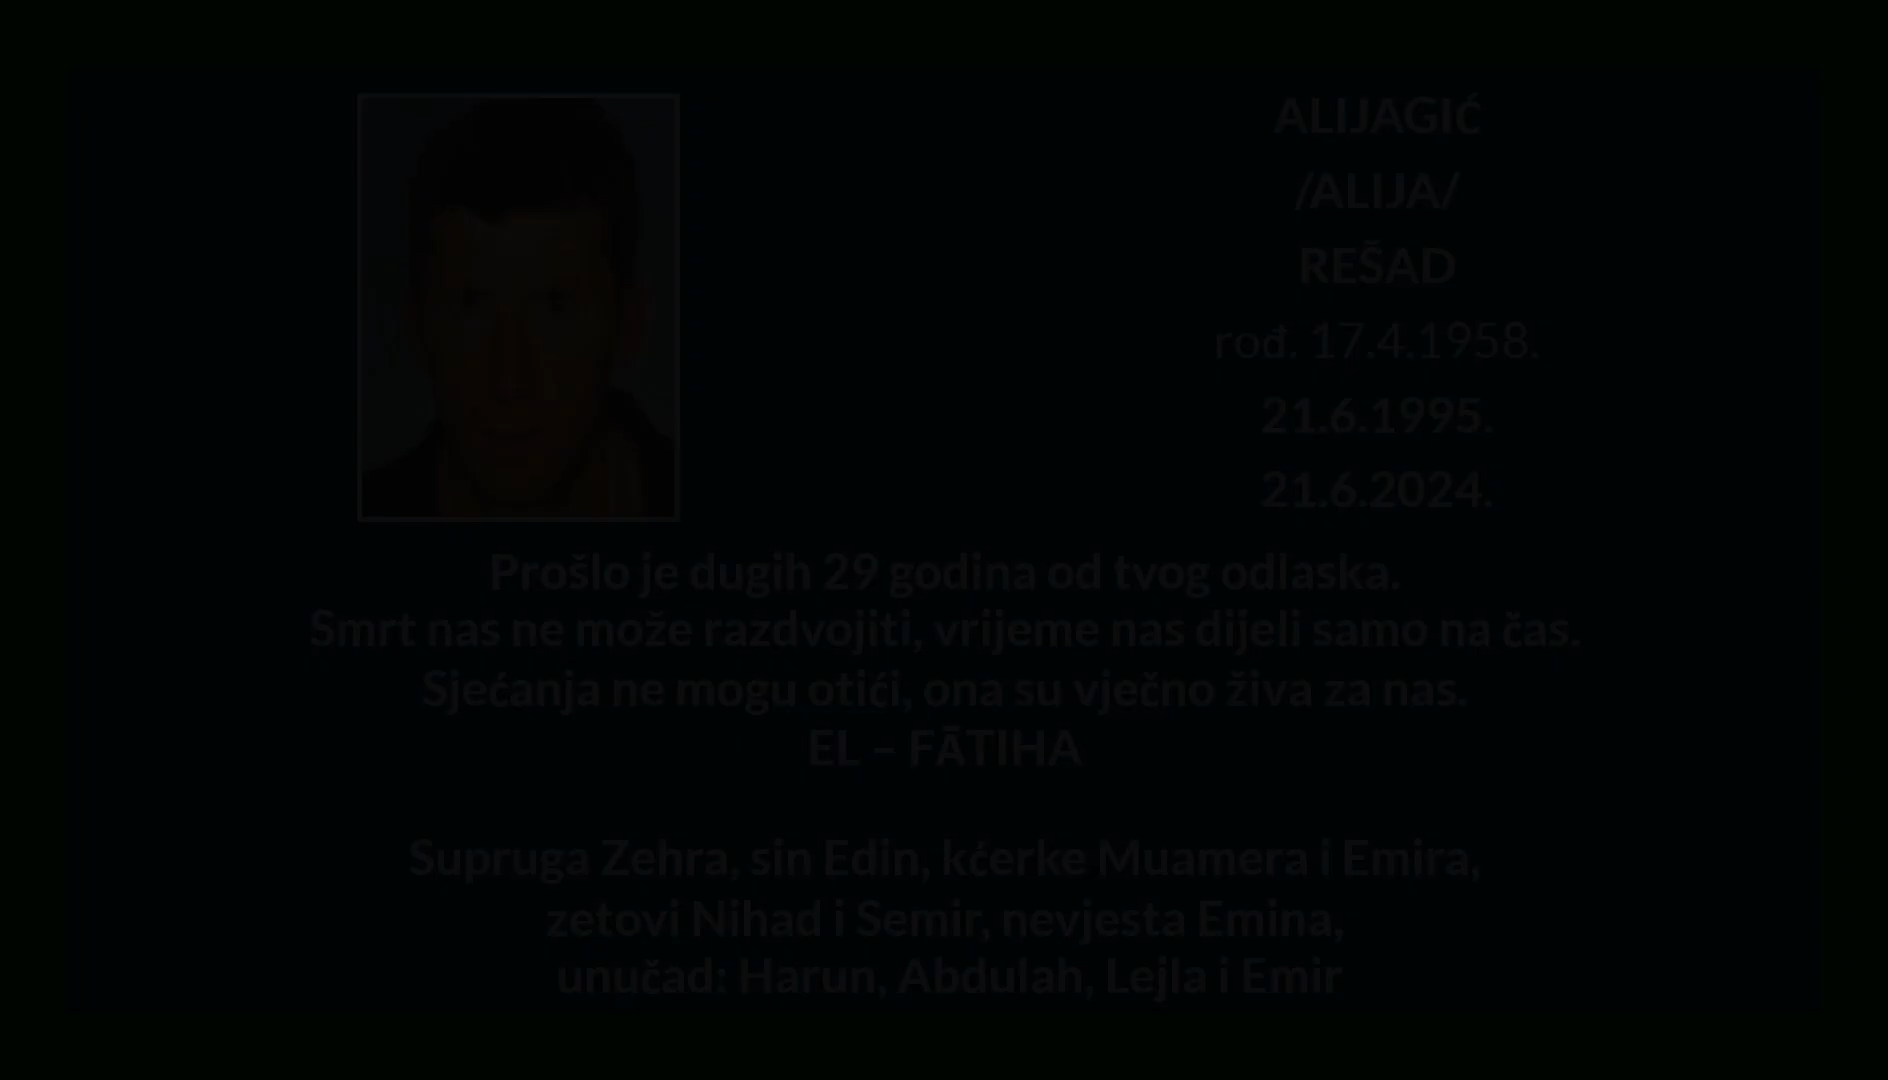 ALIJAGIĆ
/ALIJA/
REŠAD
rođ. 17.4.1958.
21.6.1995.
21.6.2024.
Prošlo je dugih 29 godina od tvog odlaska.
Smrt nas ne može razdvojiti, vrijeme nas dijeli samo na čas.
Sjećanja ne mogu otići, ona su vječno živa za nas.
EL – FĀTIHA
Supruga Zehra, sin Edin, kćerke Muamera i Emira,
zetovi Nihad i Semir, nevjesta Emina,
unučad: Harun, Abdulah, Lejla i Emir